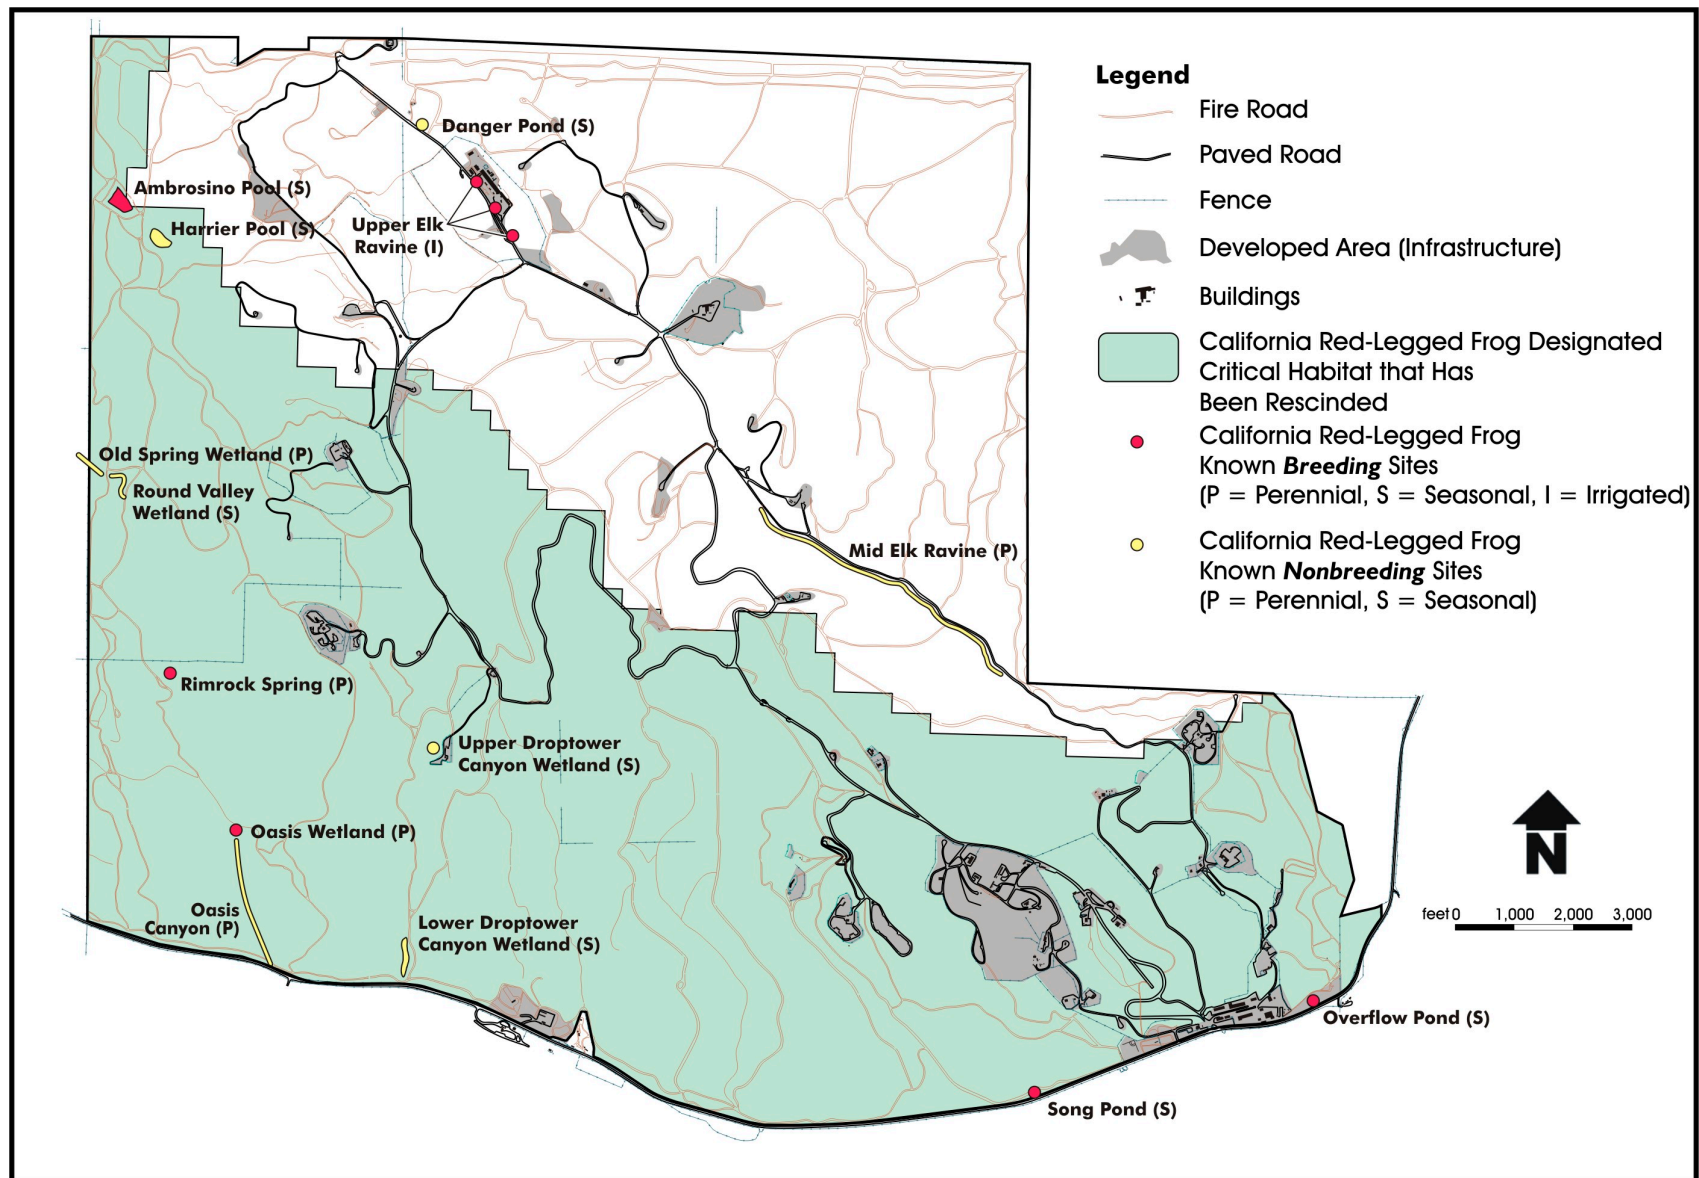 Legend
Fire Road
Paved Road
Fence
Developed Area (Infrastructure)
Buildings
California Red-Legged Frog Designated
Critical Habitat that Has
Been Rescinded
California Red-Legged Frog
Known Breeding Sites
(P = Perennial, S = Seasonal, I = Irrigated)
California Red-Legged Frog
Known Nonbreeding Sites
(P = Perennial, S = Seasonal)
Danger Pond (S)
Ambrosino Pool (S)
Harrier Pool (S)
Upper Elk
Ravine (I)
Old Spring Wetland (P)
Round Valley
Wetland (S)
Mid Elk Ravine (P)
Rimrock Spring (P)
Upper Droptower
Canyon Wetland (S)
Oasis Wetland (P)
Oasis
Canyon (P)
Lower Droptower
Canyon Wetland (S)
Overflow Pond (S)
Song Pond (S)
N
feet 0 1,000 2,000 3,000